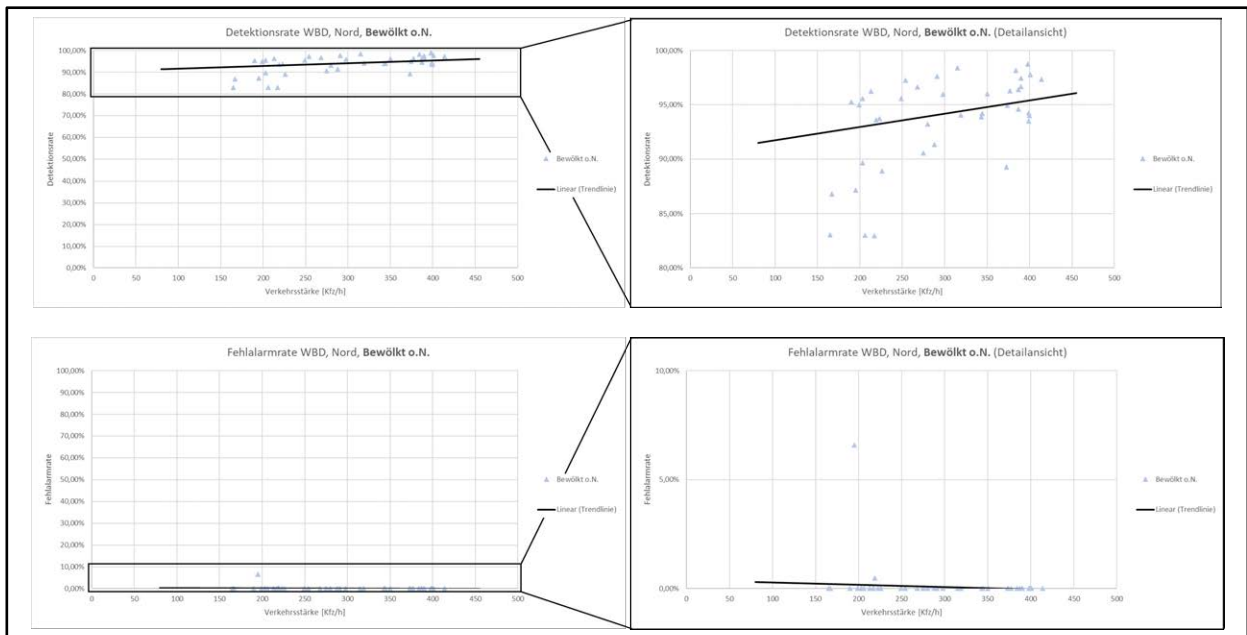 Detektionsrate WBD, Nord, Bewölkt o.N.
100,00%
90,00%
80,00%
70,00%
60,00%
50,00%
40,00%
30,00%
20,00%
10,00%
0,00%
Detektionsrate
0 50 100 150 200 250 300 350 400 450 500
Verkehrsstärke [Kfz/h]
Bewölkt o.N.
Linear (Trendlinie)
Detektionsrate WBD, Nord, Bewölkt o.N. (Detailansicht)
100,00%
95,00%
90,00%
85,00%
80,00%
Detektionsrate
0 50 100 150 200 250 300 350 400 450 500
Verkehrsstärke [Kfz/h]
Bewölkt o.N.
Linear (Trendlinie)
Fehlalarmrate WBD, Nord, Bewölkt o.N.
100,00%
90,00%
80,00%
70,00%
60,00%
50,00%
40,00%
30,00%
20,00%
10,00%
0,00%
Fehlalarmrate
0 50 100 150 200 250 300 350 400 450 500
Verkehrsstärke [Kfz/h]
Bewölkt o.N.
Linear (Trendlinie)
Fehlalarmrate WBD, Nord, Bewölkt o.N. (Detailansicht)
10,00%
5,00%
0,00%
Fehlalarmrate
0 50 100 150 200 250 300 350 400 450 500
Verkehrsstärke [Kfz/h]
Bewölkt o.N.
Linear (Trendlinie)